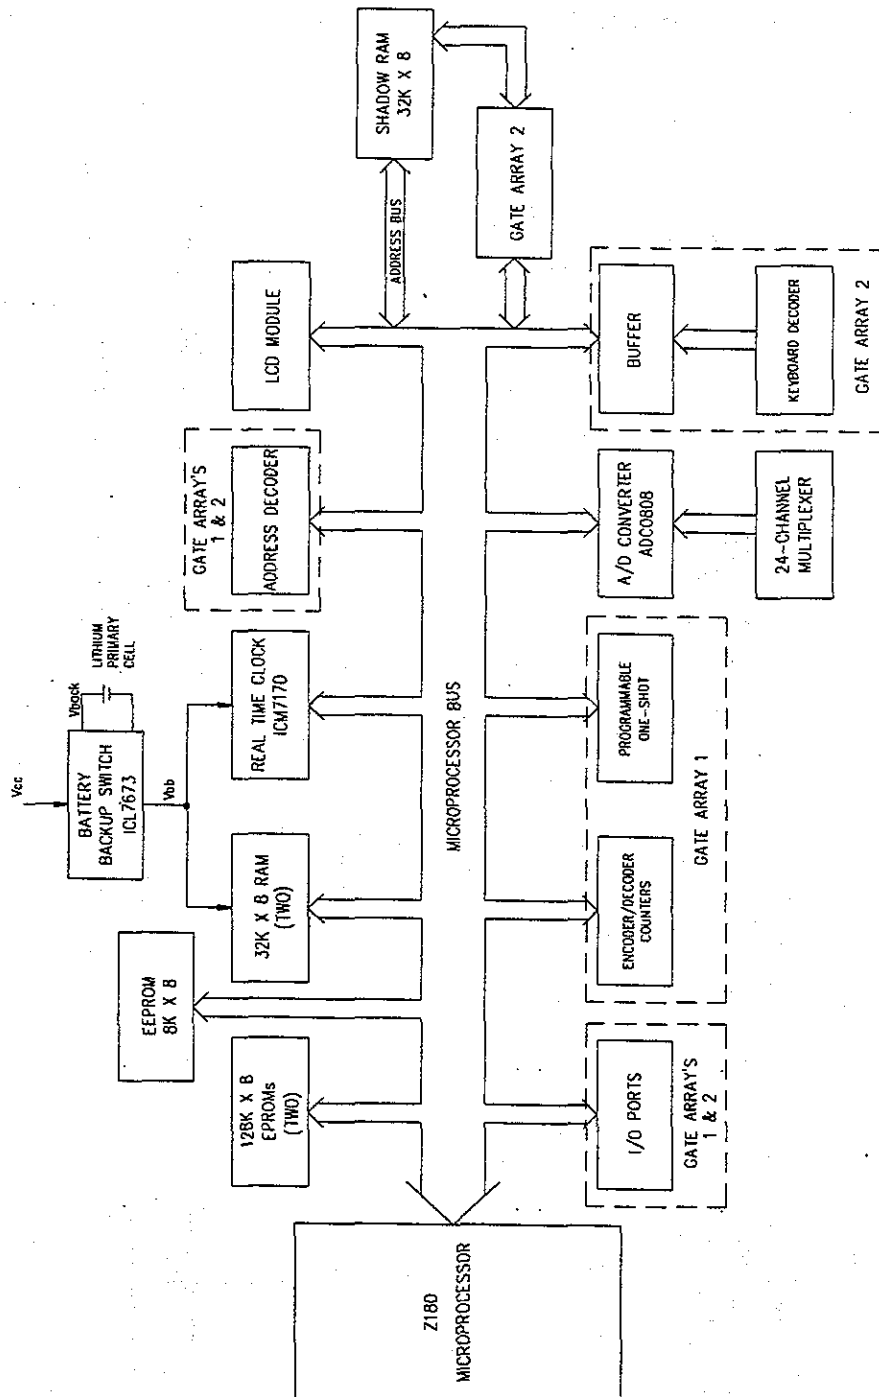 Vcc
BATTERY
BACKUP SWITCH
ICL7673
Vback
LITHIUM
PRIMARY
CELL
Vbb
EEPROM
8K X 8
128K X 8
EPROMs
(TWO)
32K X 8 RAM
(TWO)
REAL TIME CLOCK
ICM7170
GATE ARRAY'S
1 & 2
ADDRESS DECODER
LCD MODULE
SHADOW RAM
32K X 8
ADDRESS BUS
GATE ARRAY 2
Z180
MICROPROCESSOR
MICROPROCESSOR BUS
I/O PORTS
GATE ARRAY'S
1 & 2
ENCODER/DECODER
COUNTERS
PROGRAMMABLE
ONE-SHOT
GATE ARRAY 1
A/D CONVERTER
ADC0808
24-CHANNEL
MULTIPLEXER
BUFFER
KEYBOARD DECODER
GATE ARRAY 2